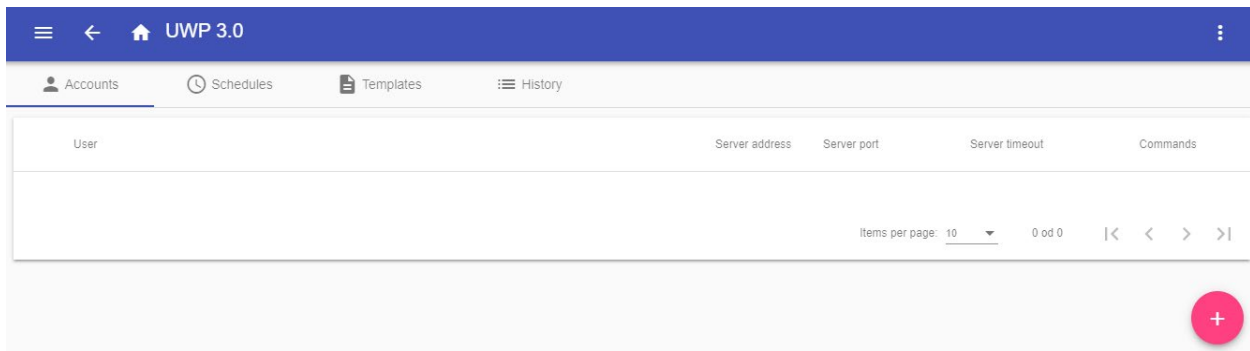 UWP 3.0
Accounts Schedules Templates History
User Server address Server port Server timeout Commands
Items per page: 10 0 od 0